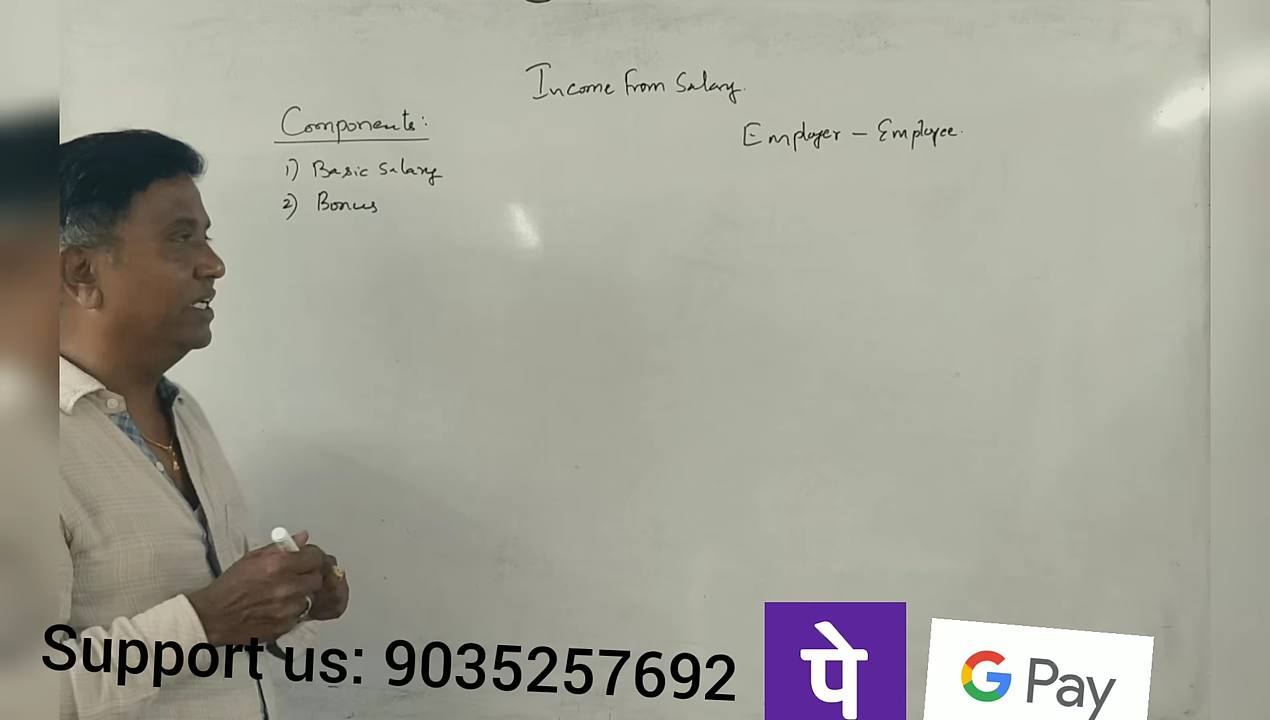 Income from Salary.
Components:
Employer - Employee.
1) Basic Salary
2) Bonus
Support us: 9035257692
पे
G Pay